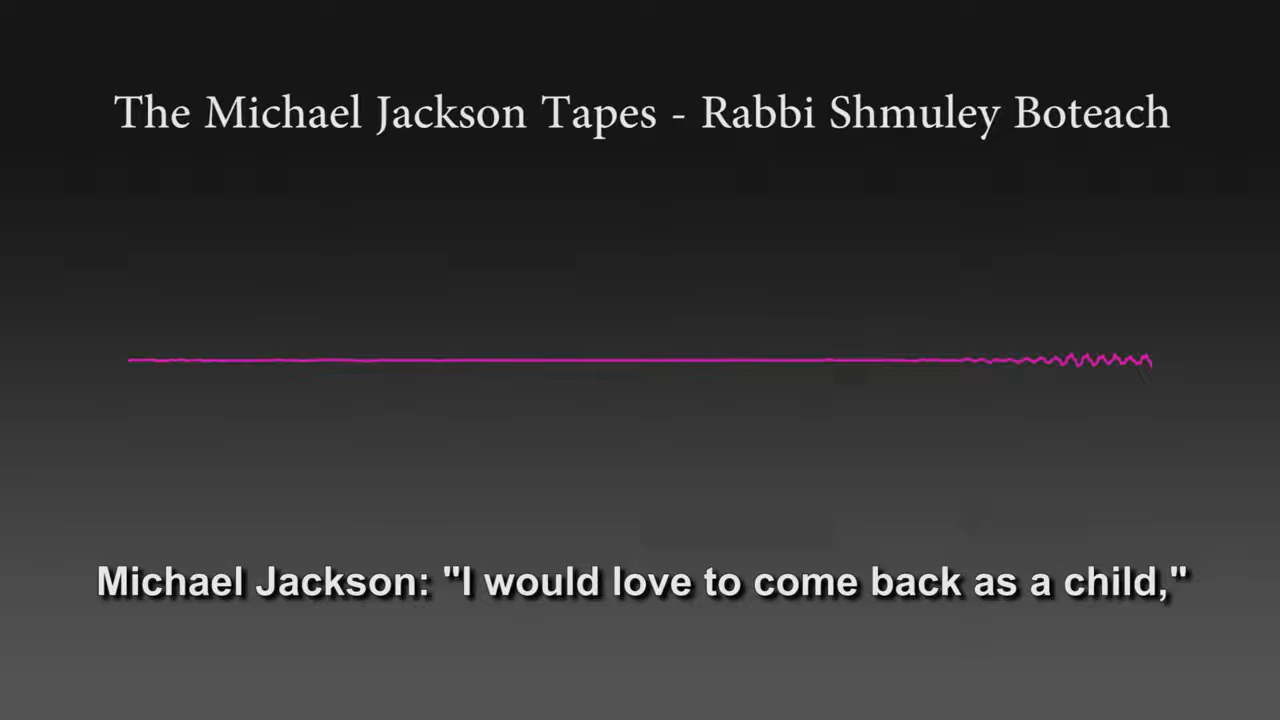 The Michael Jackson Tapes - Rabbi Shmuley Boteach
Michael Jackson: "I would love to come back as a child,"